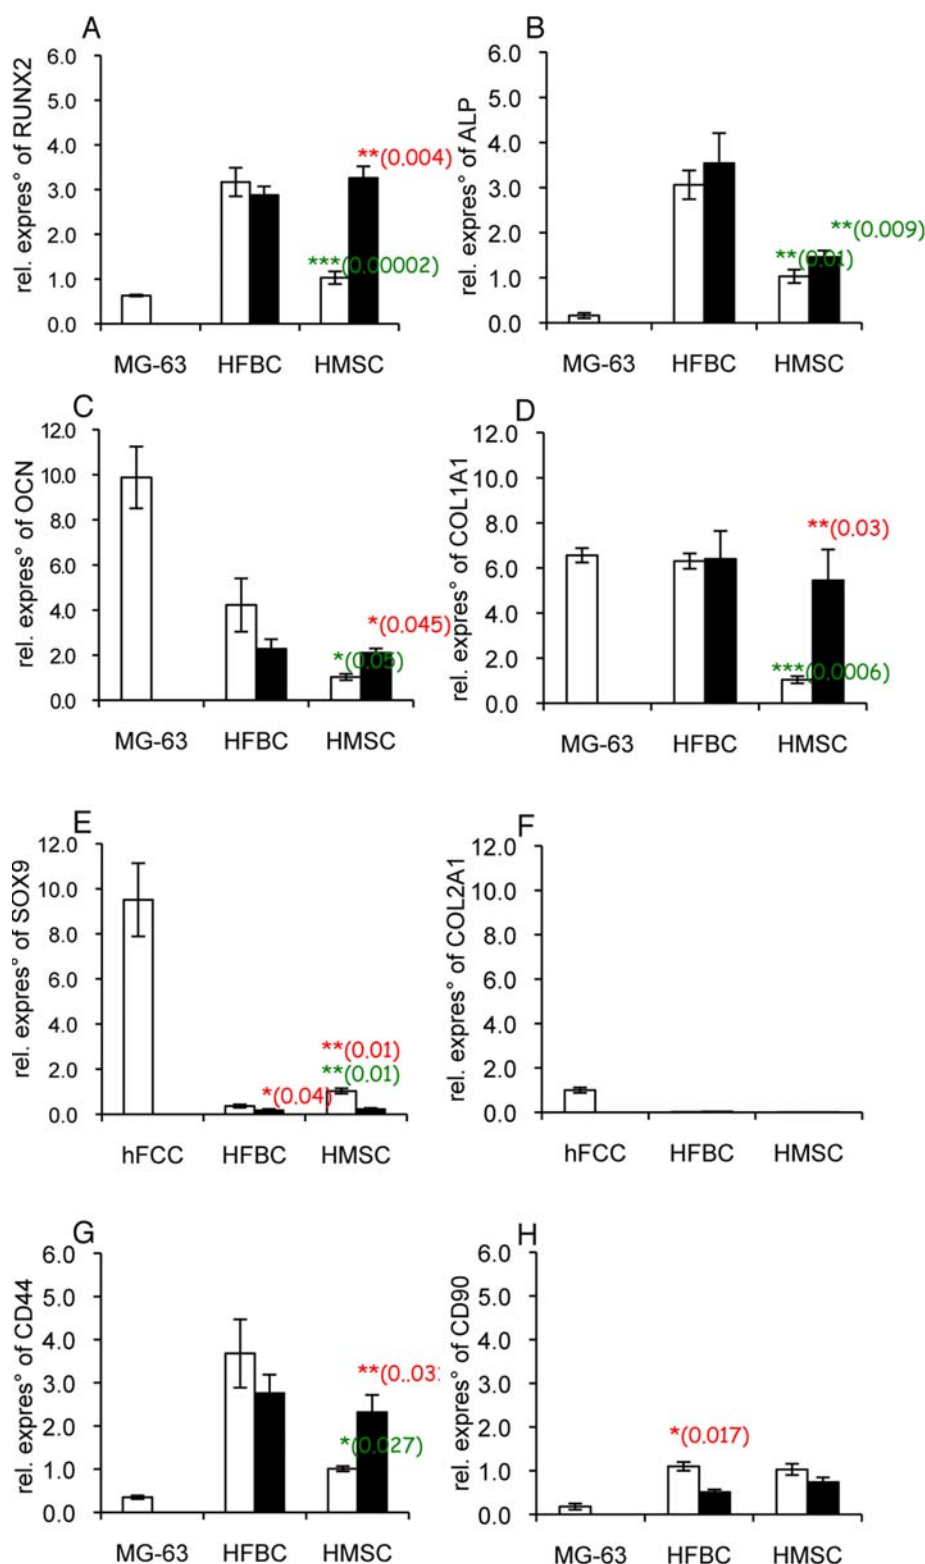 A
rel. expres° of RUNX2
6.0
5.0
4.0
3.0
2.0
1.0
0.0
**(0.004)
***(0.00002)
MG-63 HFBC HMSC
B
rel. expres° of ALP
6.0
5.0
4.0
3.0
2.0
1.0
0.0
**(0.009)
**(0.01)
MG-63 HFBC HMSC
C
rel. expres° of OCN
12.0
10.0
8.0
6.0
4.0
2.0
0.0
*(0.045)
*(0.05)
MG-63 HFBC HMSC
D
rel. expres° of COL1A1
12.0
10.0
8.0
6.0
4.0
2.0
0.0
**(0.03)
***(0.0006)
MG-63 HFBC HMSC
E
rel. expres° of SOX9
12.0
10.0
8.0
6.0
4.0
2.0
0.0
**(0.01)
**(0.01)
*(0.04)
hFCC HFBC HMSC
F
rel. expres° of COL2A1
12.0
10.0
8.0
6.0
4.0
2.0
0.0
hFCC HFBC HMSC
G
rel. expres° of CD44
6.0
5.0
4.0
3.0
2.0
1.0
0.0
*(0.027)
MG-63 HFBC HMSC
H
rel. expres° of CD90
6.0
5.0
4.0
3.0
2.0
1.0
0.0
*(0.017)
MG-63 HFBC HMSC